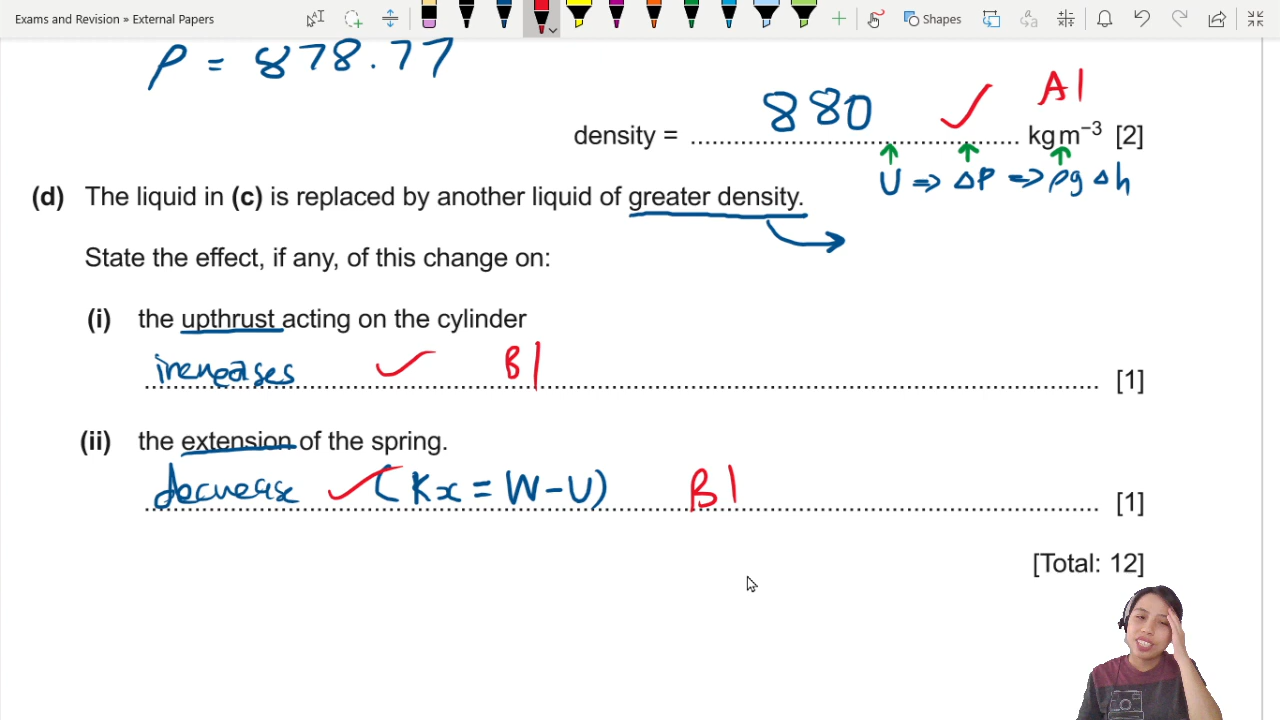 Exams and Revision » External Papers
Shapes
ρ = 878.77
880 A1
density = ........ kg m⁻³ [2]
U ⇒ ΔP ⇒ ρgΔh
(d) The liquid in (c) is replaced by another liquid of greater density.
State the effect, if any, of this change on:
(i) the upthrust acting on the cylinder
increases ✓ B1
[1]
(ii) the extension of the spring.
decrease ✓ (Kx = W - U) B1
[1]
[Total: 12]